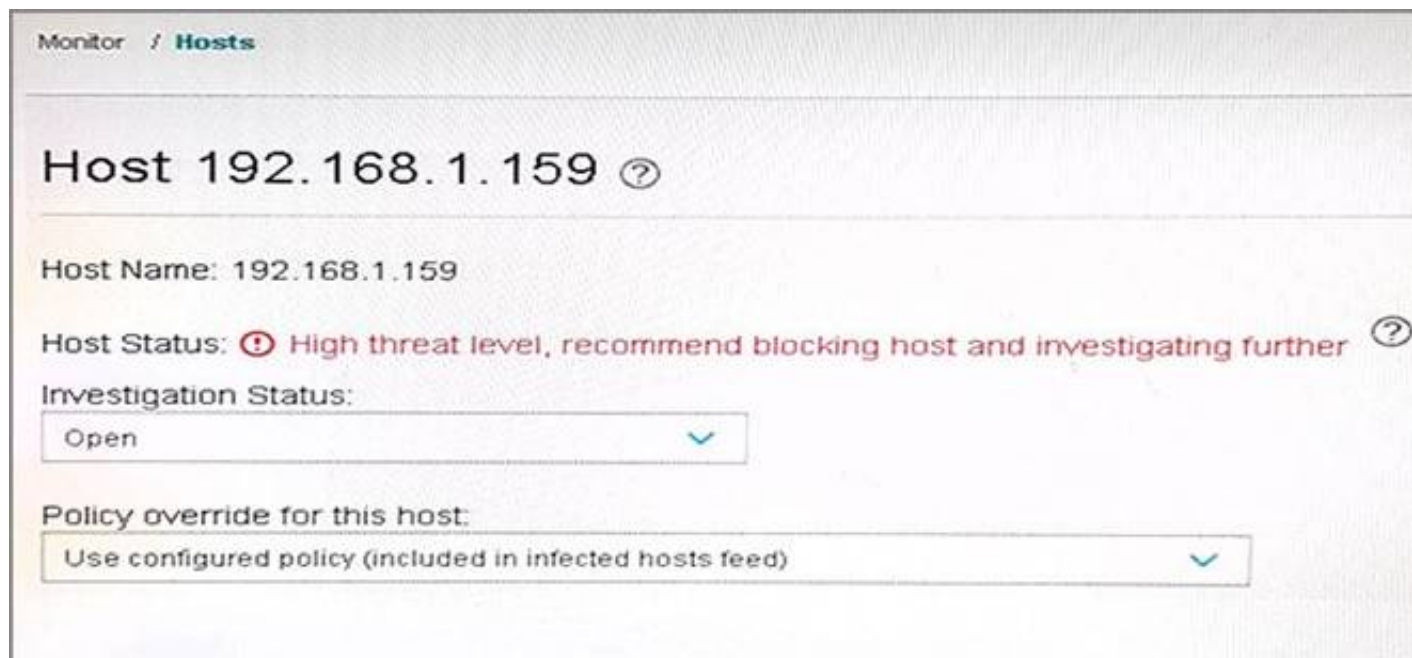 Monitor / Hosts
Host 192.168.1.159 ?
Host Name: 192.168.1.159
Host Status: ! High threat level, recommend blocking host and investigating further ?
Investigation Status:
Open
Policy override for this host:
Use configured policy (included in infected hosts feed)